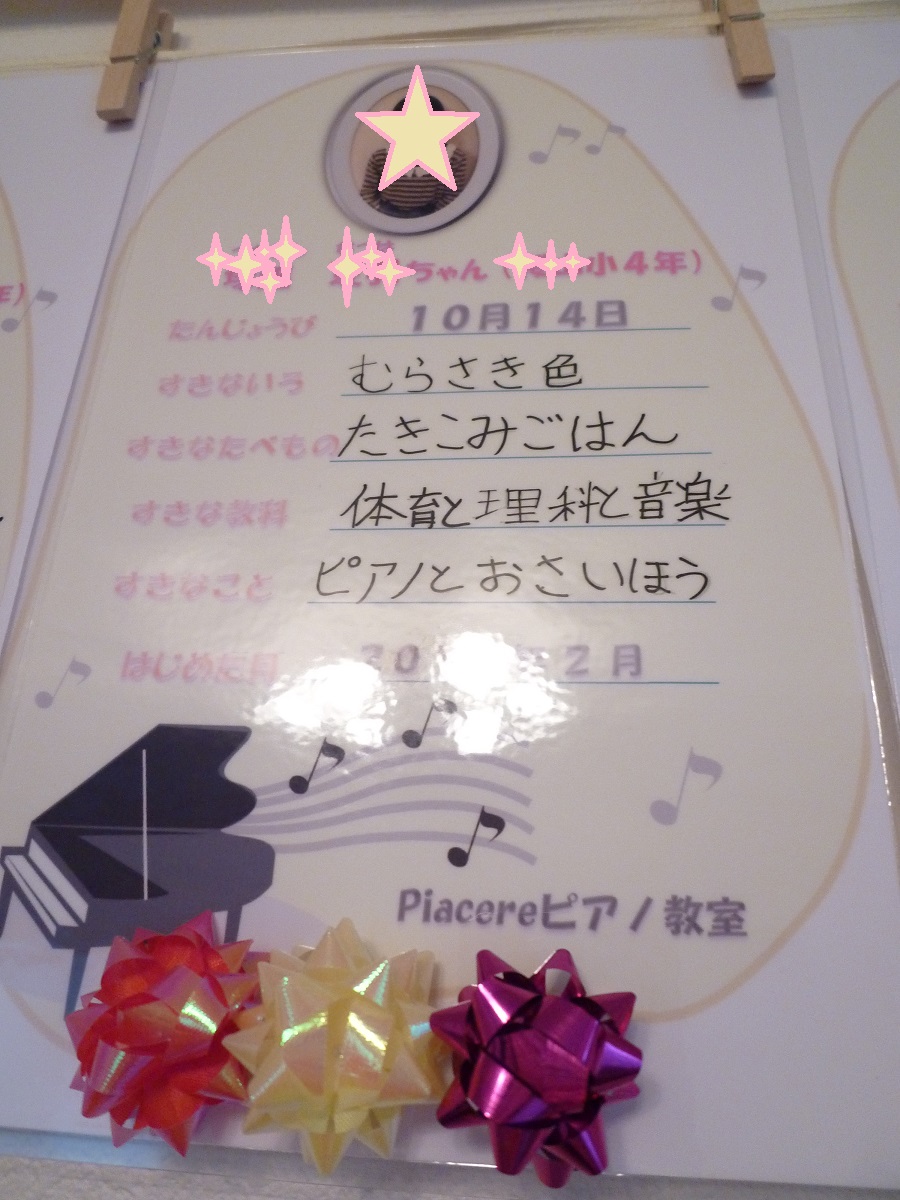 ちゃん
小4年）
たんじょうび 10月14日
すきないろ むらさき色
すきなたべもの たきこみごはん
すきな教科 体育と理科と音楽
すきなこと ピアノとおさいほう
はじめた月 20 年2月
Piacereピアノ教室